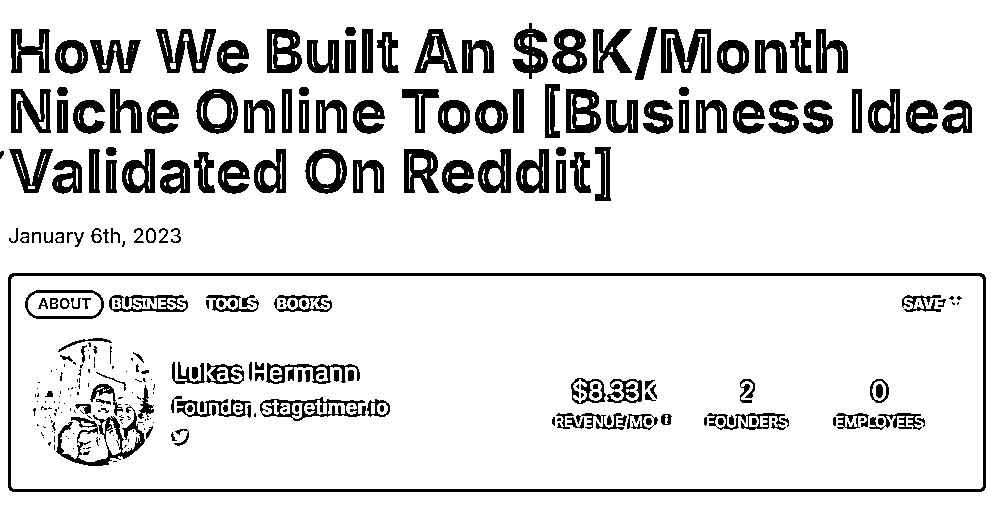 How We Built An $8K/Month
Niche Online Tool [Business Idea
Validated On Reddit]
January 6th, 2023
ABOUT BUSINESS TOOLS BOOKS SAVE
Lukas Hermann
Founder, stagetimer.io
$8.33K 2 0
REVENUE/MO FOUNDERS EMPLOYEES